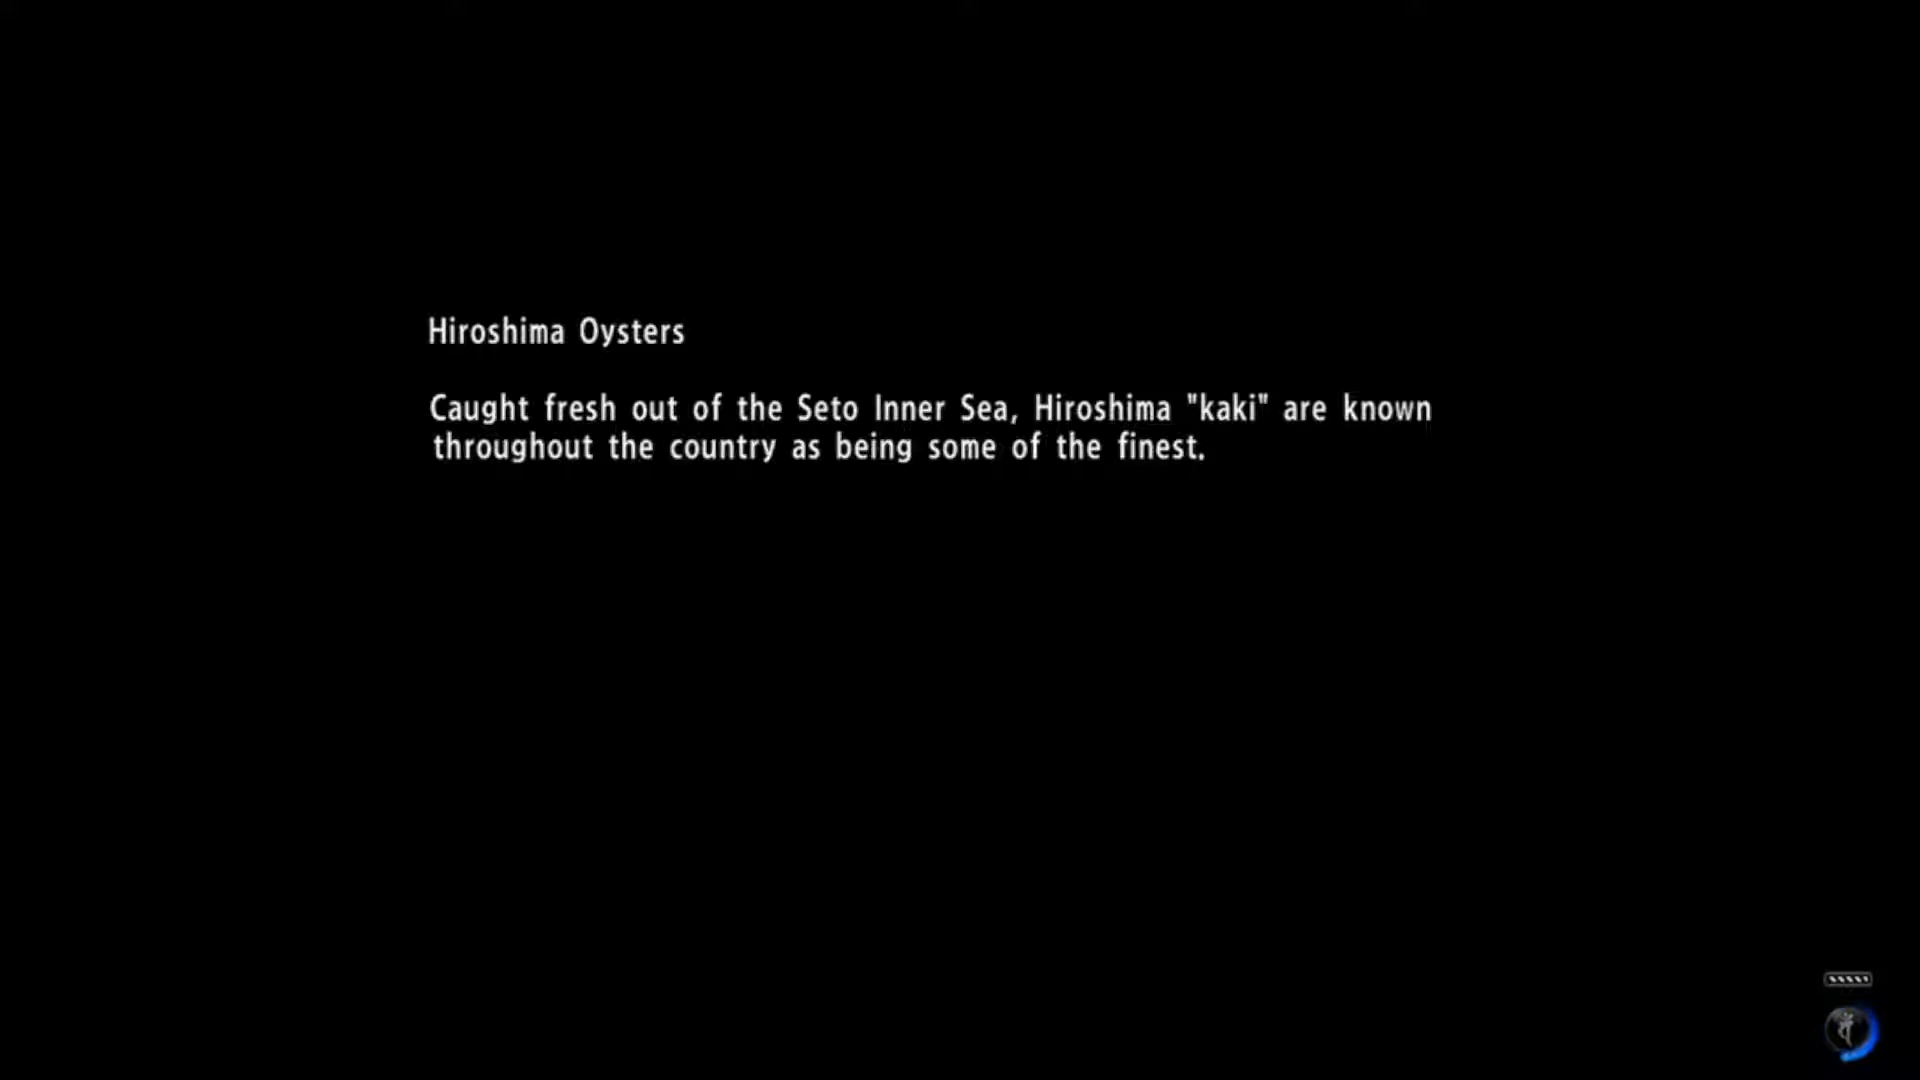 Hiroshima Oysters
Caught fresh out of the Seto Inner Sea, Hiroshima "kaki" are known
throughout the country as being some of the finest.